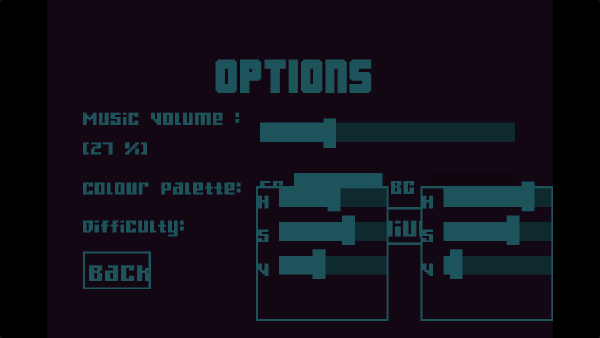 OPTIONS
Music Volume :
[27 %]
Colour Palette: BG
H H
Difficulty:
S S
Back
V V